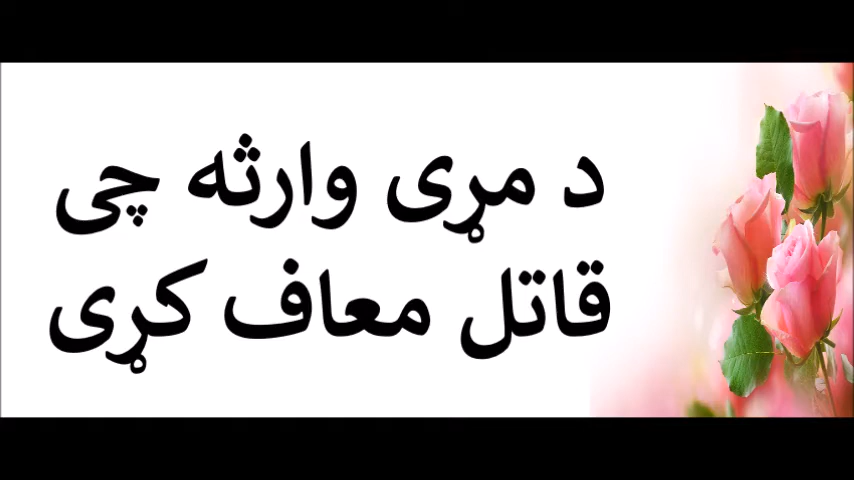 د مړی وارثه چی
قاتل معاف کړی